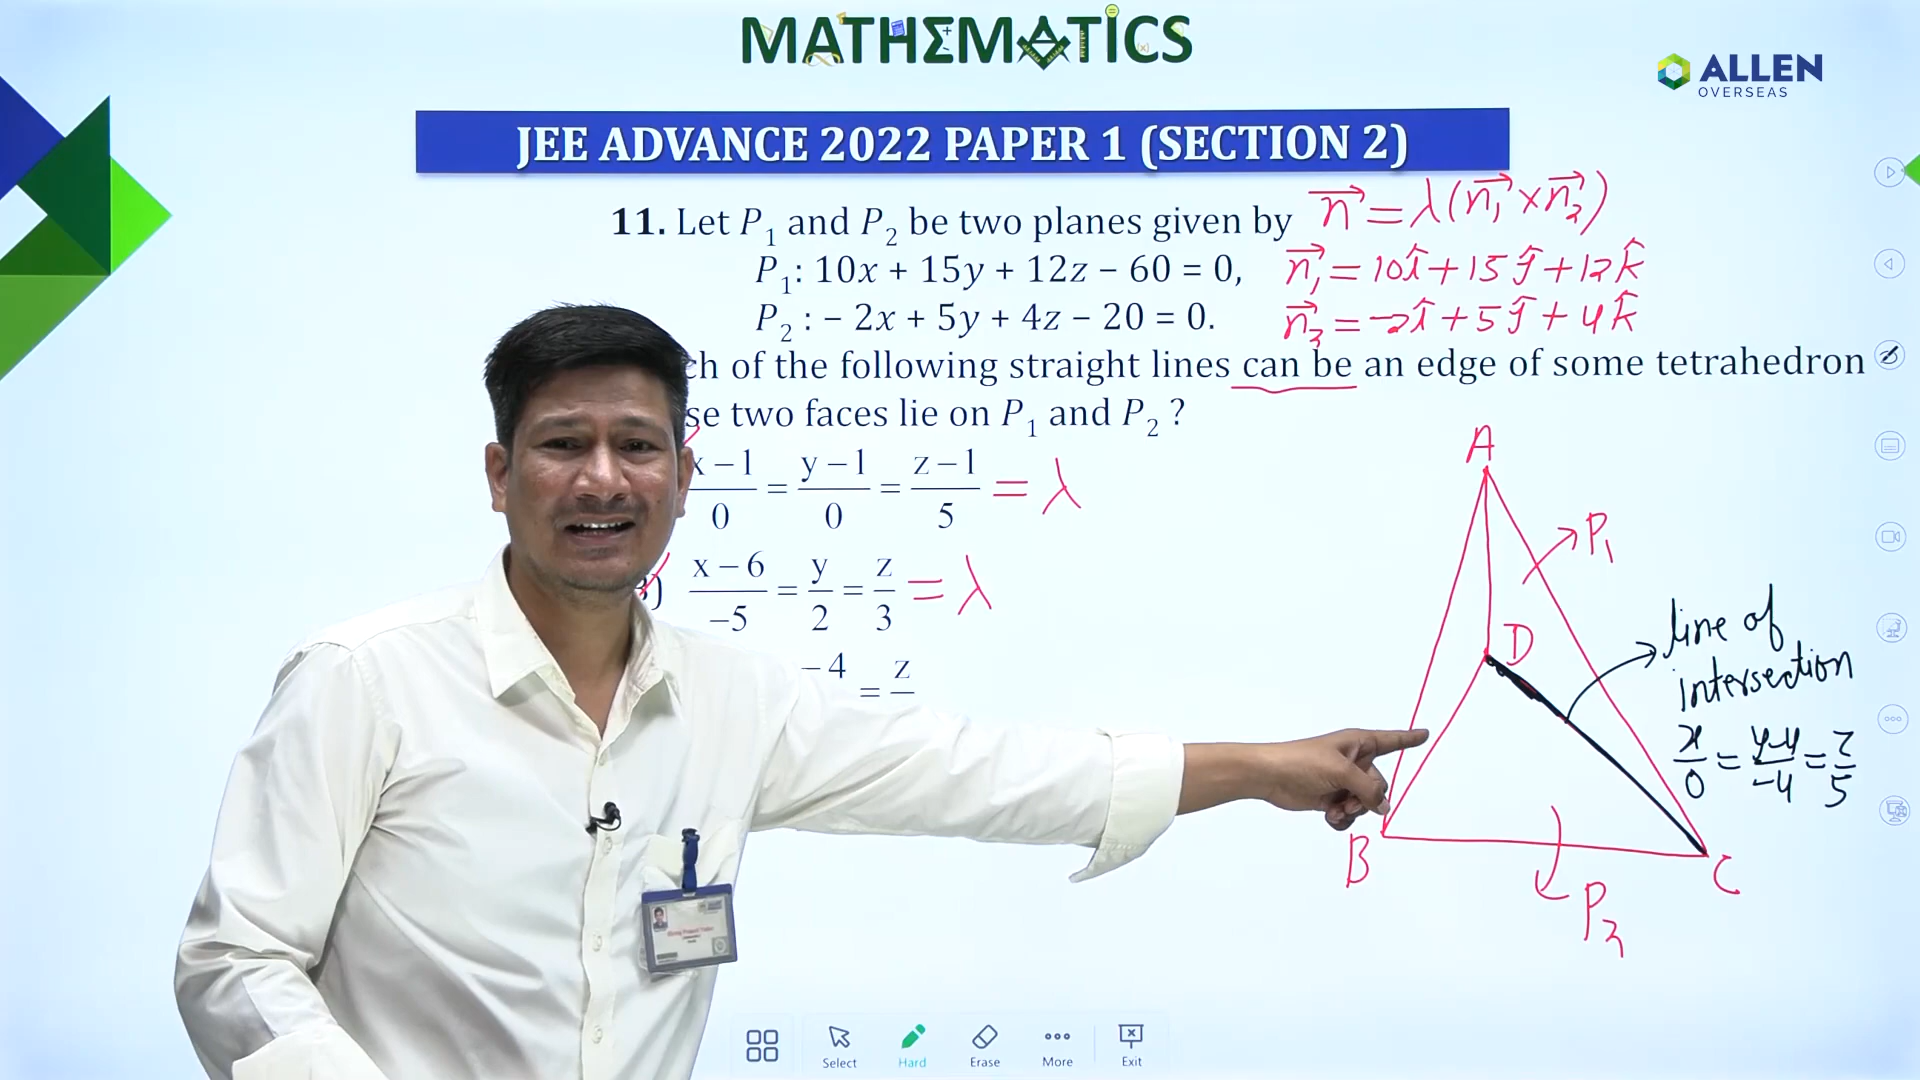 MATHEMATICS
ALLEN
OVERSEAS
JEE ADVANCE 2022 PAPER 1 (SECTION 2)
11. Let P₁ and P₂ be two planes given by
n⃗ = λ(n⃗₁ × n⃗₂)
P₁: 10x + 15y + 12z − 60 = 0,
n⃗₁ = 10î + 15ĵ + 12k̂
P₂ : − 2x + 5y + 4z − 20 = 0.
n⃗₂ = −2î + 5ĵ + 4k̂
ch of the following straight lines can be an edge of some tetrahedron
se two faces lie on P₁ and P₂ ?
x − 1 / 0 = y − 1 / 0 = z − 1 / 5 = λ
x − 6 / −5 = y / 2 = z / 3 = λ
− 4 = z
A
P₁
D
line of
intersection
x / 0 = y−4 / −4 = z / 5
B
C
P₂
Select
Hard
Erase
More
Exit